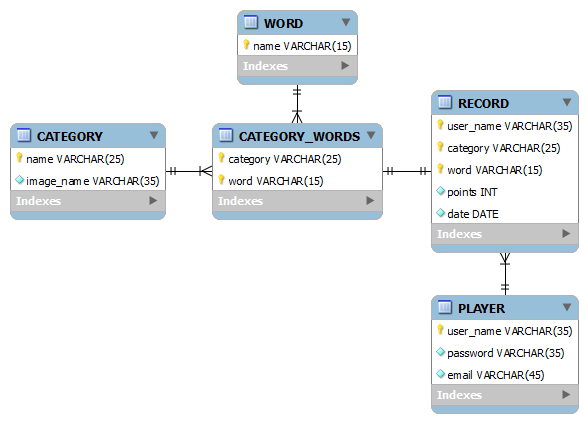 WORD
name VARCHAR(15)
Indexes
CATEGORY
name VARCHAR(25)
image_name VARCHAR(35)
Indexes
CATEGORY_WORDS
category VARCHAR(25)
word VARCHAR(15)
Indexes
RECORD
user_name VARCHAR(35)
category VARCHAR(25)
word VARCHAR(15)
points INT
date DATE
Indexes
PLAYER
user_name VARCHAR(35)
password VARCHAR(35)
email VARCHAR(45)
Indexes